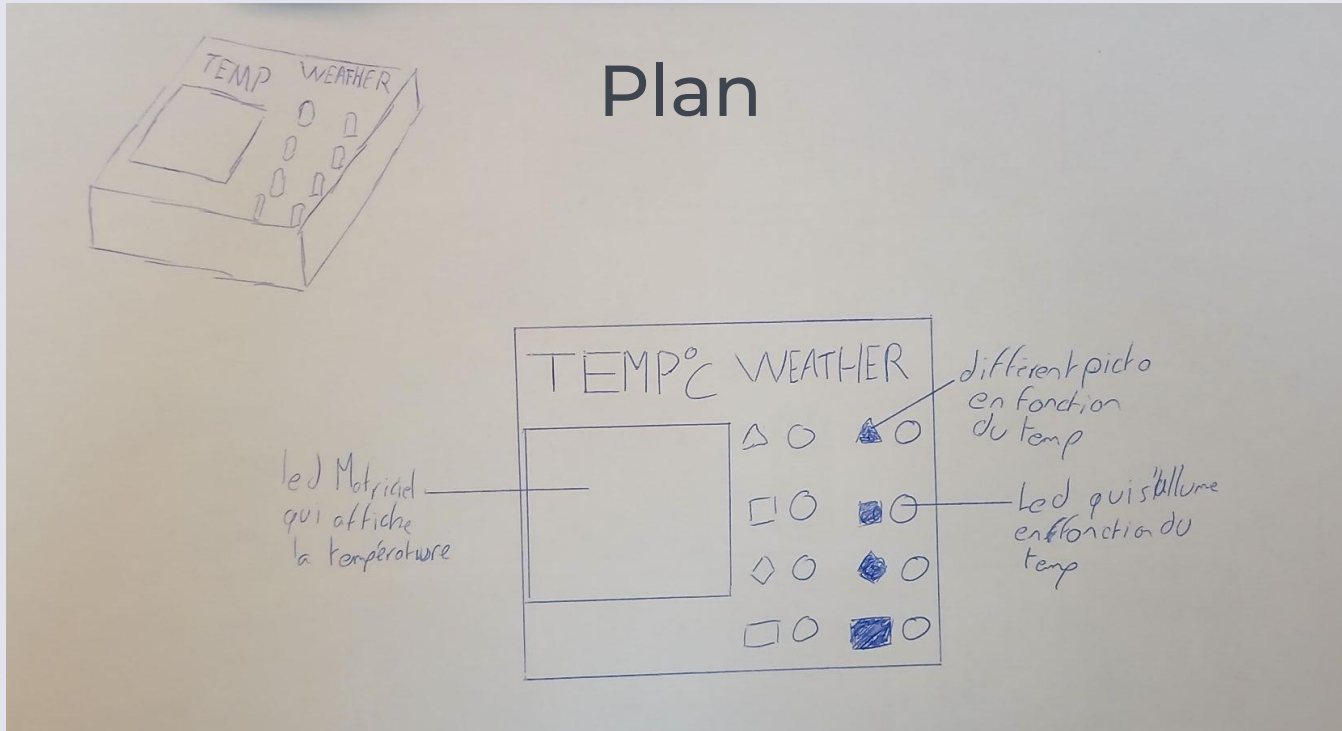 Plan
TEMP WEATHER
TEMP°C WEATHER
différent picto
en fonction
du temp
led Matriciel
qui affiche
la température
Led qui s'allume
en fonction du
temp